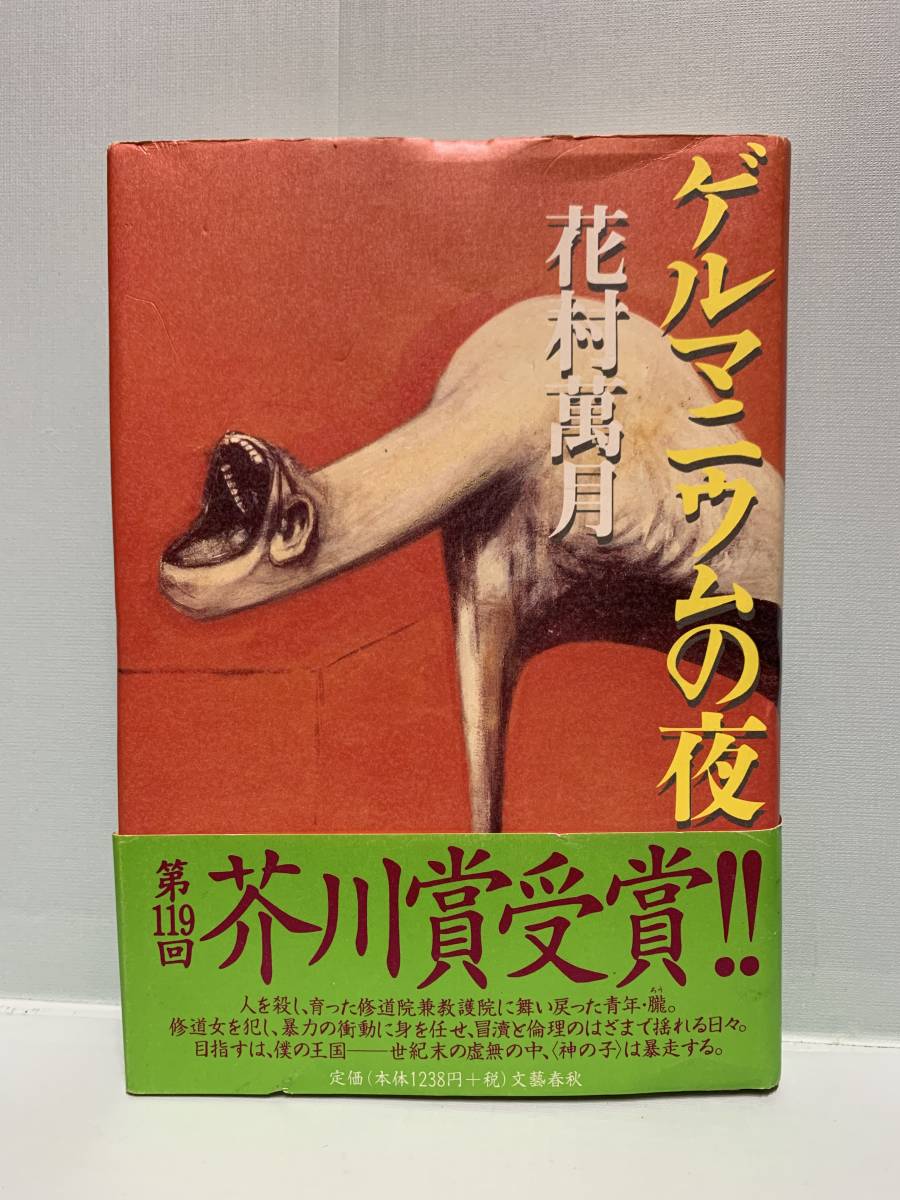 ゲルマニウムの夜
花村萬月
第119回
芥川賞受賞!!
人を殺し、育った修道院兼教護院に舞い戻った青年・朧。
ろう
修道女を犯し、暴力の衝動に身を任せ、冒瀆と倫理のはざまで揺れる日々。
目指すは、僕の王国――世紀末の虚無の中、〈神の子〉は暴走する。
定価(本体1238円+税)文藝春秋